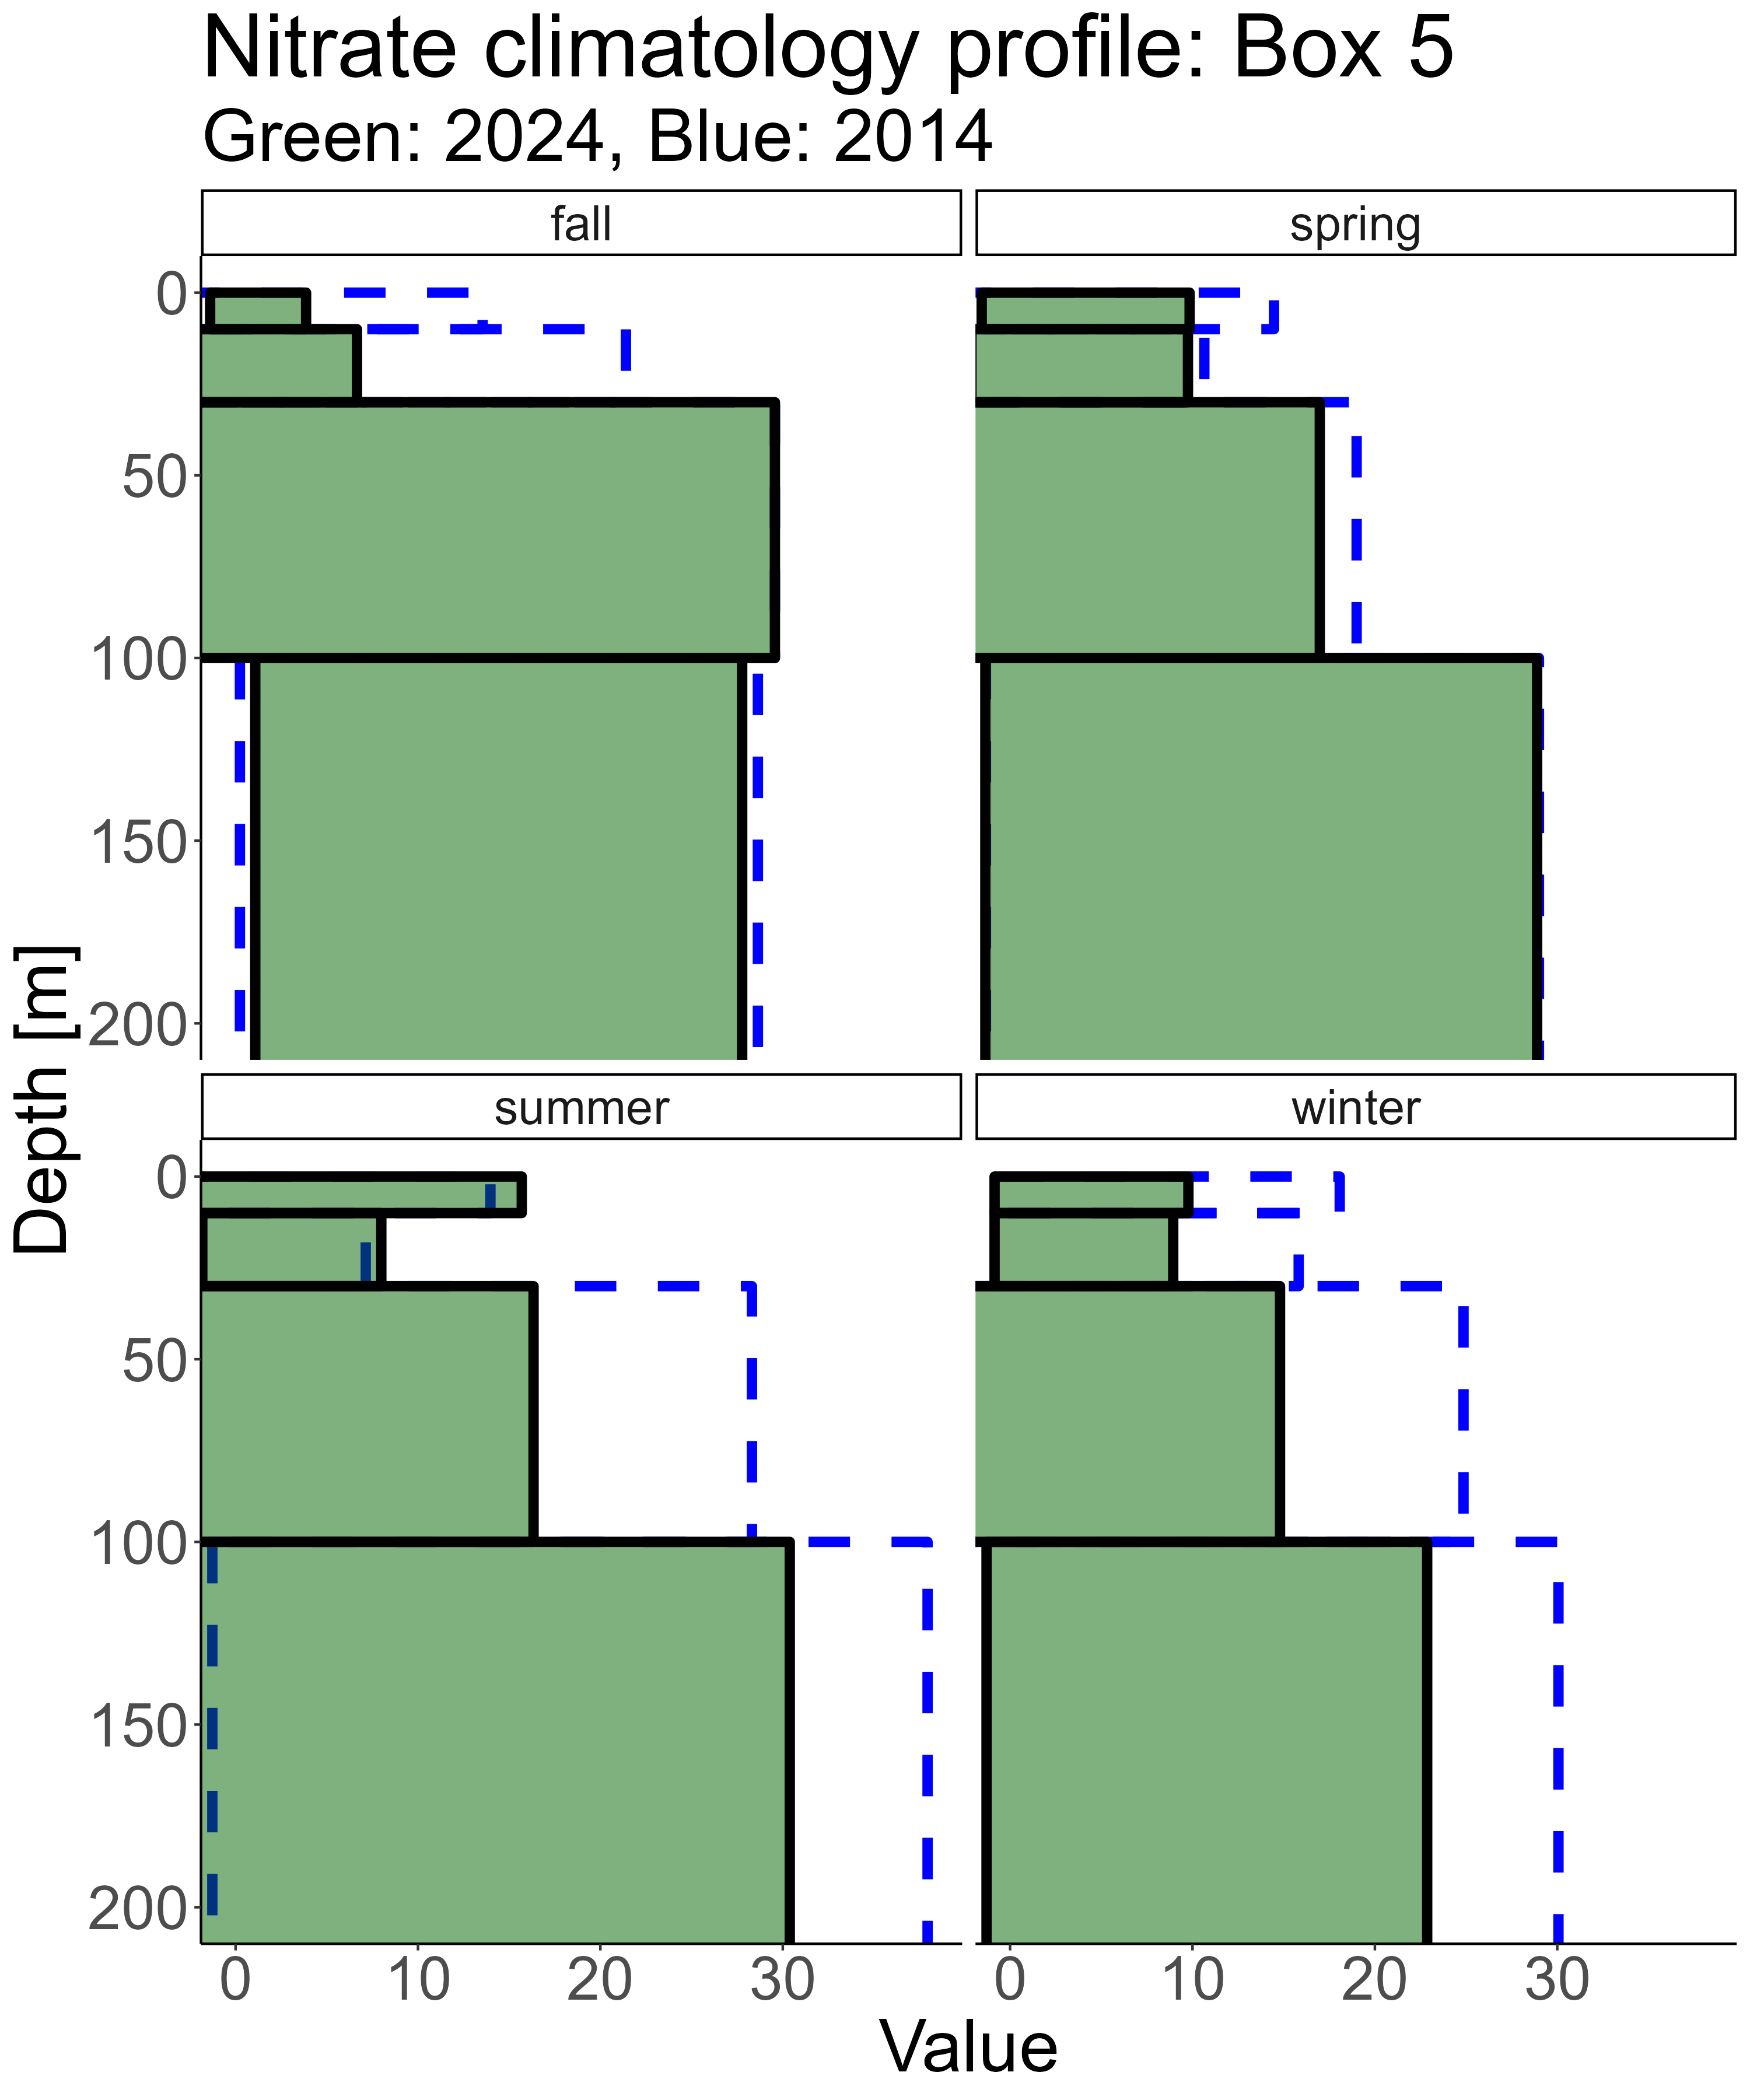 Nitrate climatology profile: Box 5
Green: 2024, Blue: 2014
fall
spring
0
50
100
150
200
summer
winter
0
50
100
150
200
0
10
20
30
0
10
20
30
Depth [m]
Value